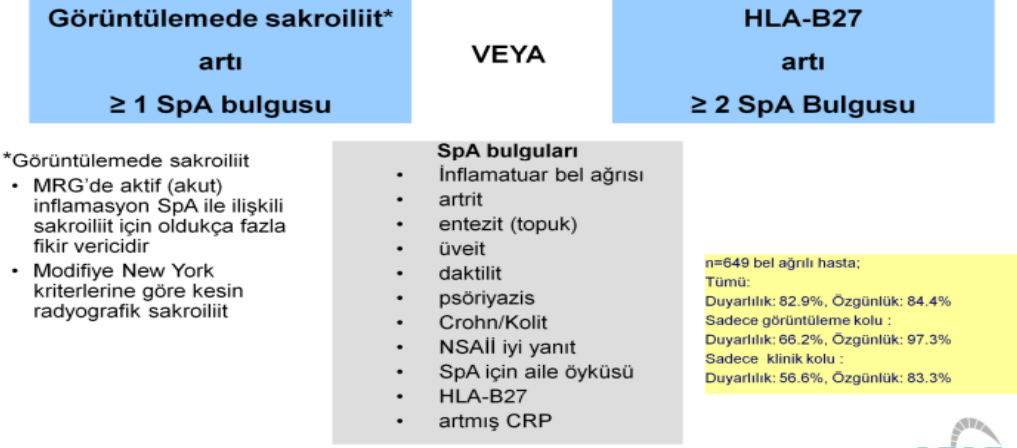 Görüntülemede sakroiliit*
artı
≥ 1 SpA bulgusu
VEYA
HLA-B27
artı
≥ 2 SpA Bulgusu
*Görüntülemede sakroiliit
• MRG'de aktif (akut)
inflamasyon SpA ile ilişkili
sakroiliit için oldukça fazla
fikir vericidir
• Modifiye New York
kriterlerine göre kesin
radyografik sakroiliit
SpA bulguları
• İnflamatuar bel ağrısı
• artrit
• entezit (topuk)
• üveit
• daktilit
• psöriyazis
• Crohn/Kolit
• NSAİİ iyi yanıt
• SpA için aile öyküsü
• HLA-B27
• artmış CRP
n=649 bel ağrılı hasta;
Tümü:
Duyarlılık: 82.9%, Özgünlük: 84.4%
Sadece görüntüleme kolu :
Duyarlılık: 66.2%, Özgünlük: 97.3%
Sadece klinik kolu :
Duyarlılık: 56.6%, Özgünlük: 83.3%